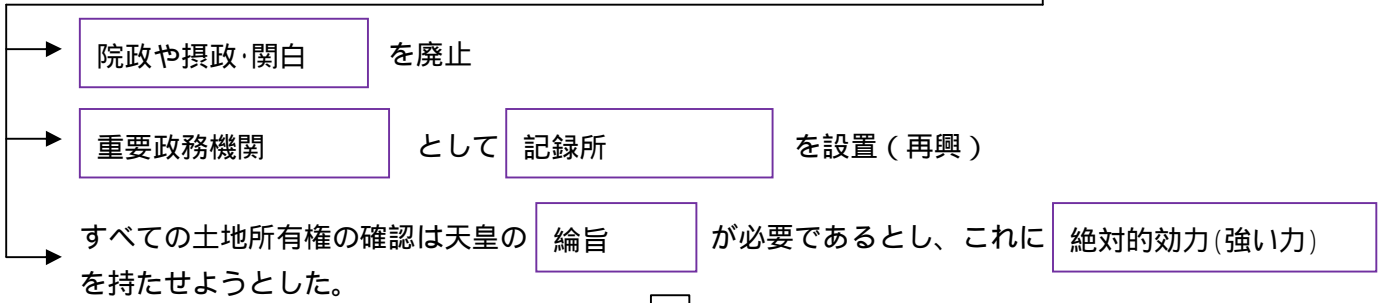 院政や摂政・関白 を廃止
重要政務機関 として 記録所 を設置(再興)
すべての土地所有権の確認は天皇の 綸旨 が必要であるとし、これに 絶対的効力(強い力)
を持たせようとした。